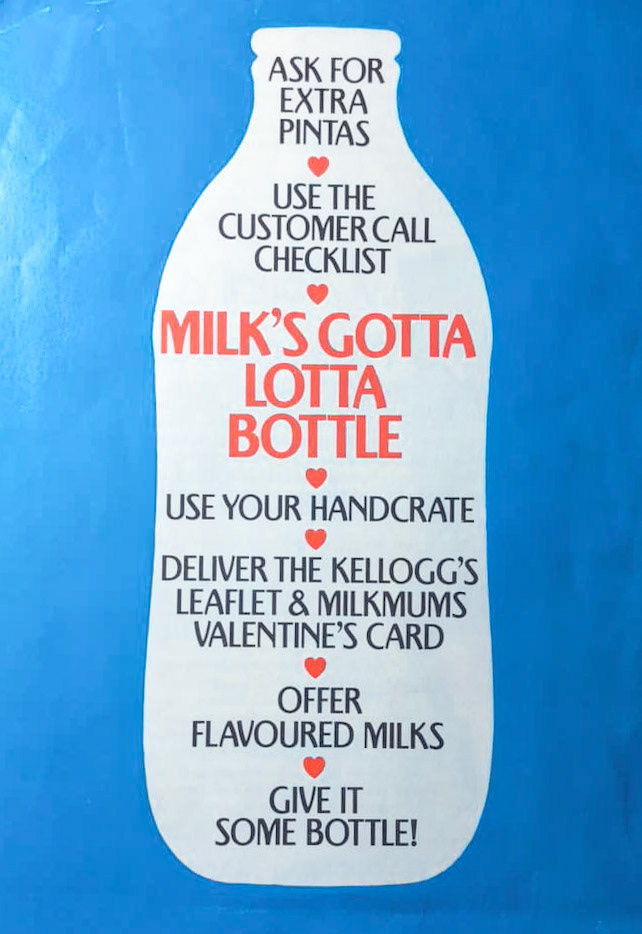 ASK FOR
EXTRA
PINTAS
USE THE
CUSTOMER CALL
CHECKLIST
MILK'S GOTTA
LOTTA
BOTTLE
USE YOUR HANDCRATE
DELIVER THE KELLOGG'S
LEAFLET & MILKMUMS
VALENTINE'S CARD
OFFER
FLAVOURED MILKS
GIVE IT
SOME BOTTLE!